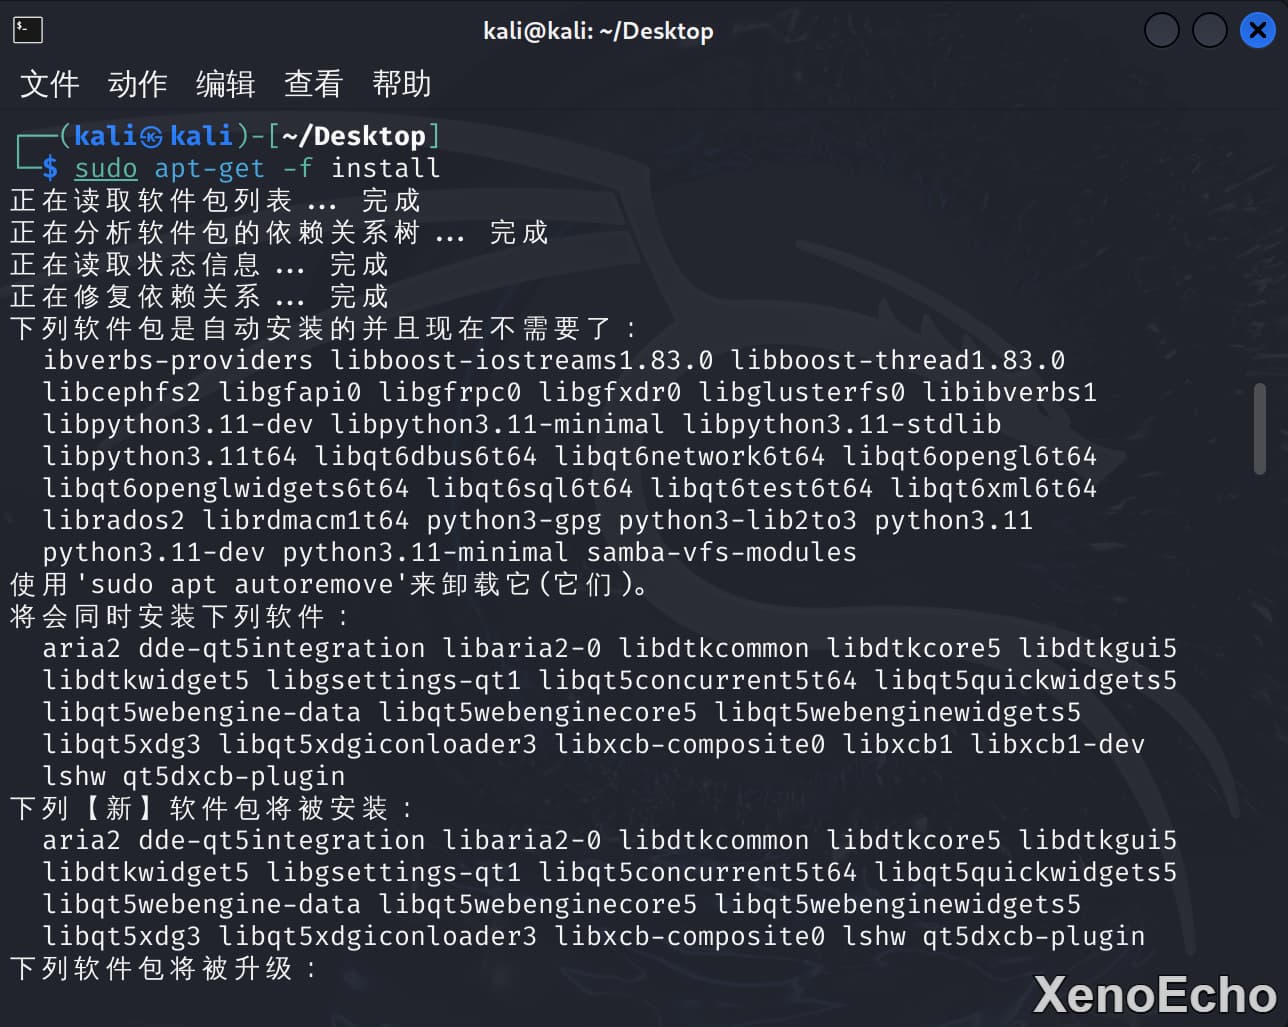 kali@kali: ~/Desktop
文件 动作 编辑 查看 帮助
┌──(kali㉿kali)-[~/Desktop]
└─$ sudo apt-get -f install
正在读取软件包列表... 完成
正在分析软件包的依赖关系树... 完成
正在读取状态信息... 完成
正在修复依赖关系... 完成
下列软件包是自动安装的并且现在不需要了：
ibverbs-providers libboost-iostreams1.83.0 libboost-thread1.83.0
libcephfs2 libgfapi0 libgfrpc0 libgfxdr0 libglusterfs0 libibverbs1
libpython3.11-dev libpython3.11-minimal libpython3.11-stdlib
libpython3.11t64 libqt6dbus6t64 libqt6network6t64 libqt6opengl6t64
libqt6openglwidgets6t64 libqt6sql6t64 libqt6test6t64 libqt6xml6t64
librados2 librdmacm1t64 python3-gpg python3-lib2to3 python3.11
python3.11-dev python3.11-minimal samba-vfs-modules
使用'sudo apt autoremove'来卸载它(它们)。
将会同时安装下列软件：
aria2 dde-qt5integration libaria2-0 libdtkcommon libdtkcore5 libdtkgui5
libdtkwidget5 libgsettings-qt1 libqt5concurrent5t64 libqt5quickwidgets5
libqt5webengine-data libqt5webenginecore5 libqt5webenginewidgets5
libqt5xdg3 libqt5xdgiconloader3 libxcb-composite0 libxcb1 libxcb1-dev
lshw qt5dxcb-plugin
下列【新】软件包将被安装：
aria2 dde-qt5integration libaria2-0 libdtkcommon libdtkcore5 libdtkgui5
libdtkwidget5 libgsettings-qt1 libqt5concurrent5t64 libqt5quickwidgets5
libqt5webengine-data libqt5webenginecore5 libqt5webenginewidgets5
libqt5xdg3 libqt5xdgiconloader3 libxcb-composite0 lshw qt5dxcb-plugin
下列软件包将被升级：
XenoEcho